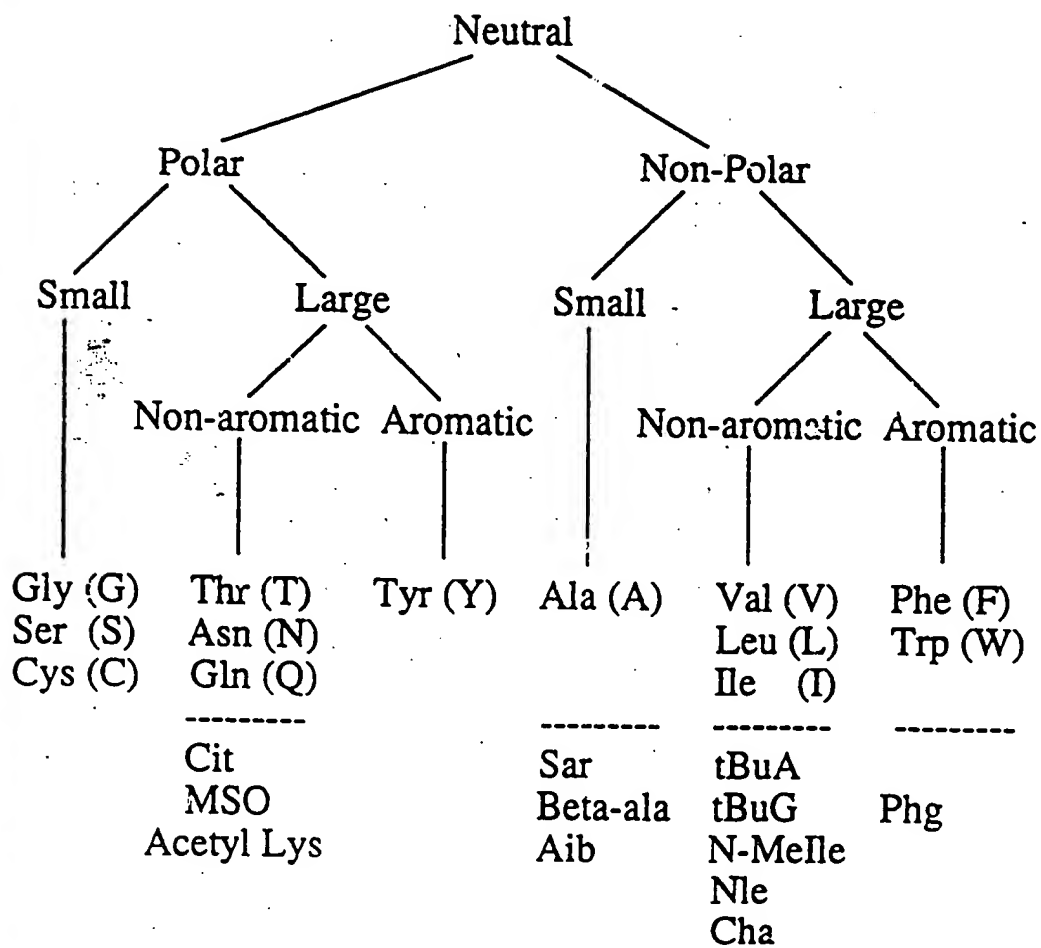 Neutral
Polar
Non-Polar
Small
Large
Small
Large
Non-aromatic
Aromatic
Non-aromatic
Aromatic
Gly (G)
Ser (S)
Cys (C)
Thr (T)
Asn (N)
Gln (Q)
Tyr (Y)
Ala (A)
Val (V)
Leu (L)
Ile (I)
Phe (F)
Trp (W)
Cit
MSO
Acetyl Lys
Sar
Beta-ala
Aib
tBuA
tBuG
N-MeIle
Nle
Cha
Phg